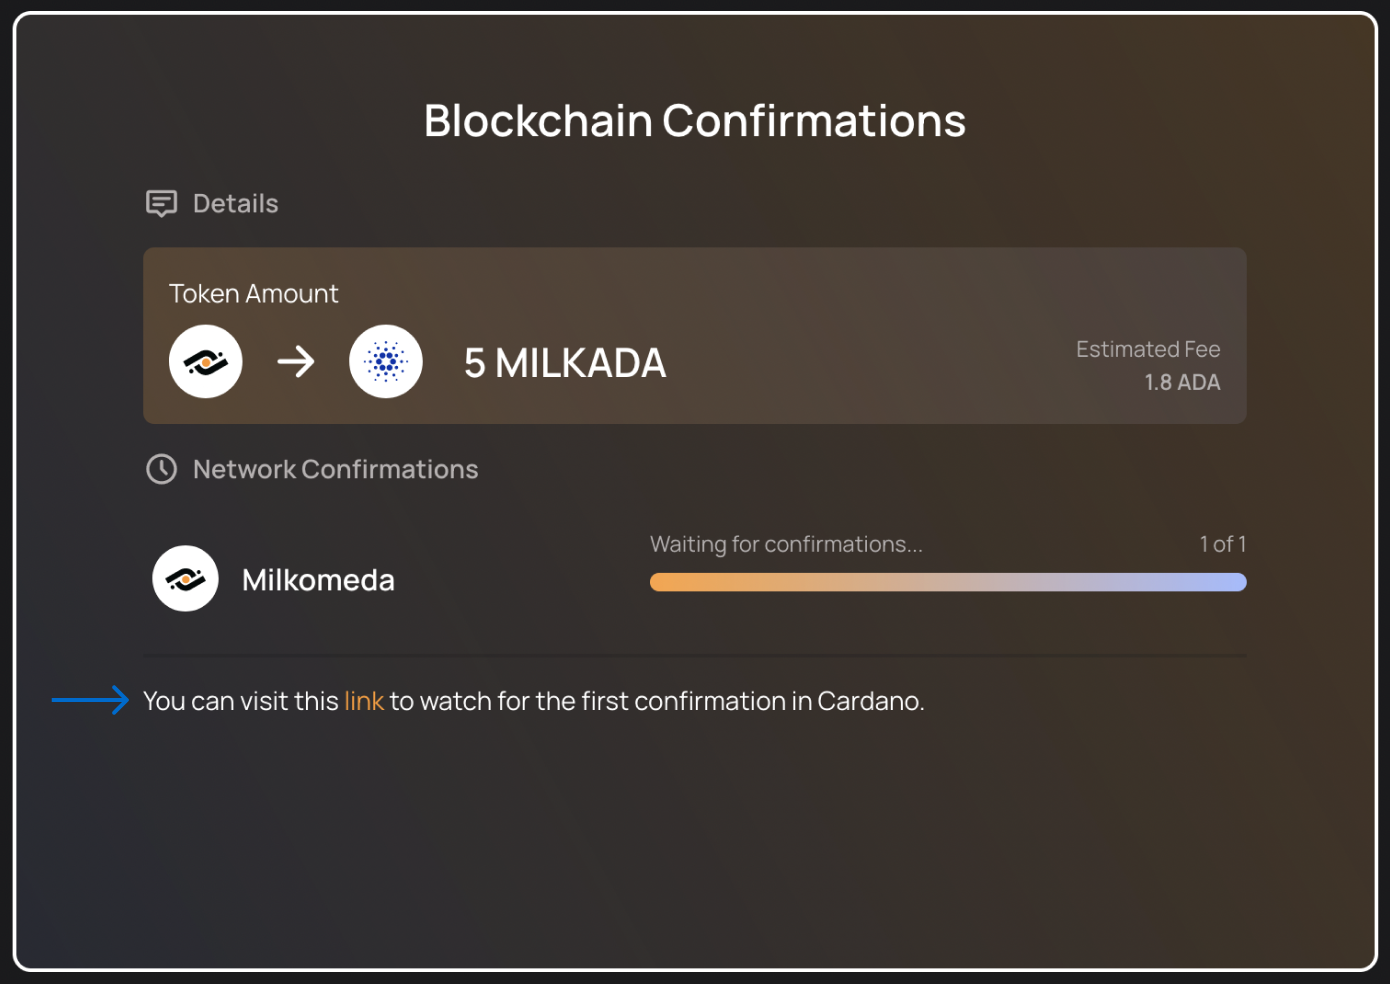 Blockchain Confirmations
Details
Token Amount
5 MILKADA
Estimated Fee
1.8 ADA
Network Confirmations
Milkomeda
Waiting for confirmations...
1 of 1
You can visit this link to watch for the first confirmation in Cardano.